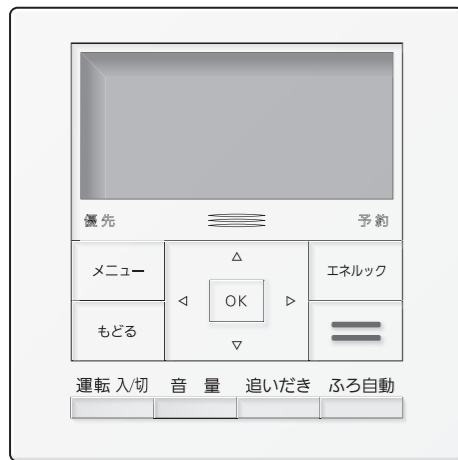 優先 予約
メニュー
エネルック
OK
もどる
運転 入/切 音 量 追いだき ふろ自動